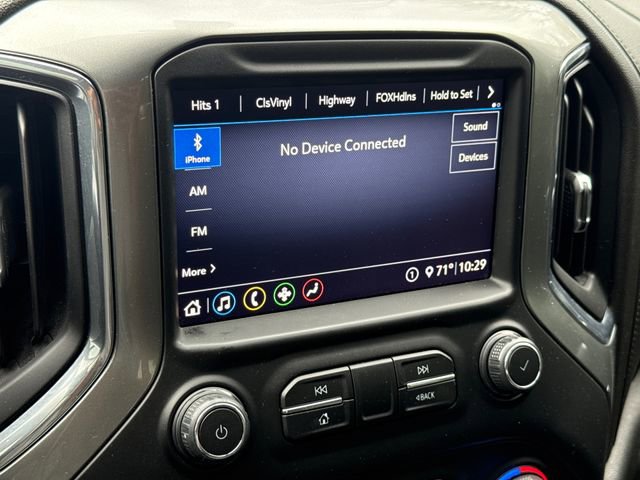 Hits 1 ClsVinyl Highway FOXHdlns Hold to Set
iPhone
No Device Connected
Sound
Devices
AM
FM
More
1 71° 10:29
BACK